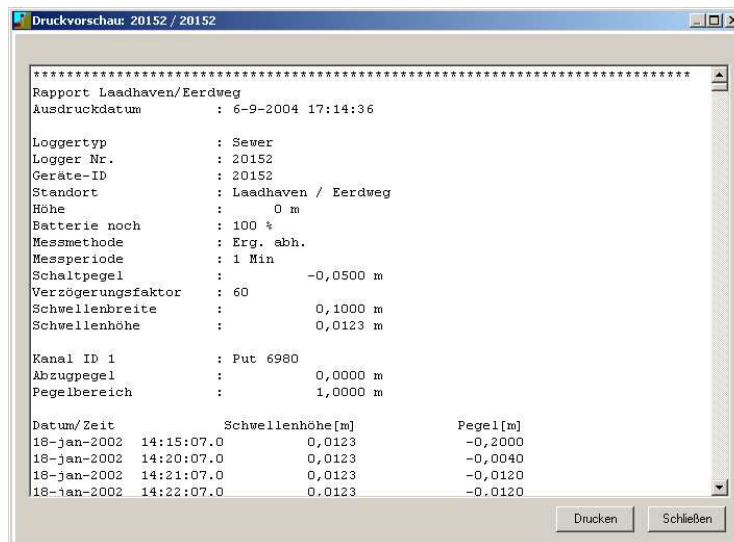 Druckvorschau: 20152 / 20152
*******************************************************************************
Rapport Laadhaven/Eerdweg
Ausdruckdatum : 6-9-2004 17:14:36
Loggertyp : Sewer
Logger Nr. : 20152
Geräte-ID : 20152
Standort : Laadhaven / Eerdweg
Höhe : 0 m
Batterie noch : 100 %
Messmethode : Erg. abh.
Messperiode : 1 Min
Schaltpegel : -0,0500 m
Verzögerungsfaktor : 60
Schwellenbreite : 0,1000 m
Schwellenhöhe : 0,0123 m
Kanal ID 1 : Put 6980
Abzugpegel : 0,0000 m
Pegelbereich : 1,0000 m
Datum/Zeit Schwellenhöhe[m] Pegel[m]
18-jan-2002 14:15:07.0 0,0123 -0,2000
18-jan-2002 14:20:07.0 0,0123 -0,0040
18-jan-2002 14:21:07.0 0,0123 -0,0120
18-jan-2002 14:22:07.0 0,0123 -0,0120
Drucken Schließen